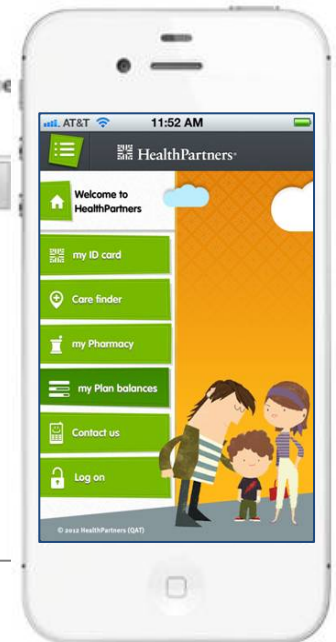 AT&T 11:52 AM
HealthPartners
Welcome to
HealthPartners
my ID card
Care finder
my Pharmacy
my Plan balances
Contact us
Log on
© 2012 HealthPartners (QAT)